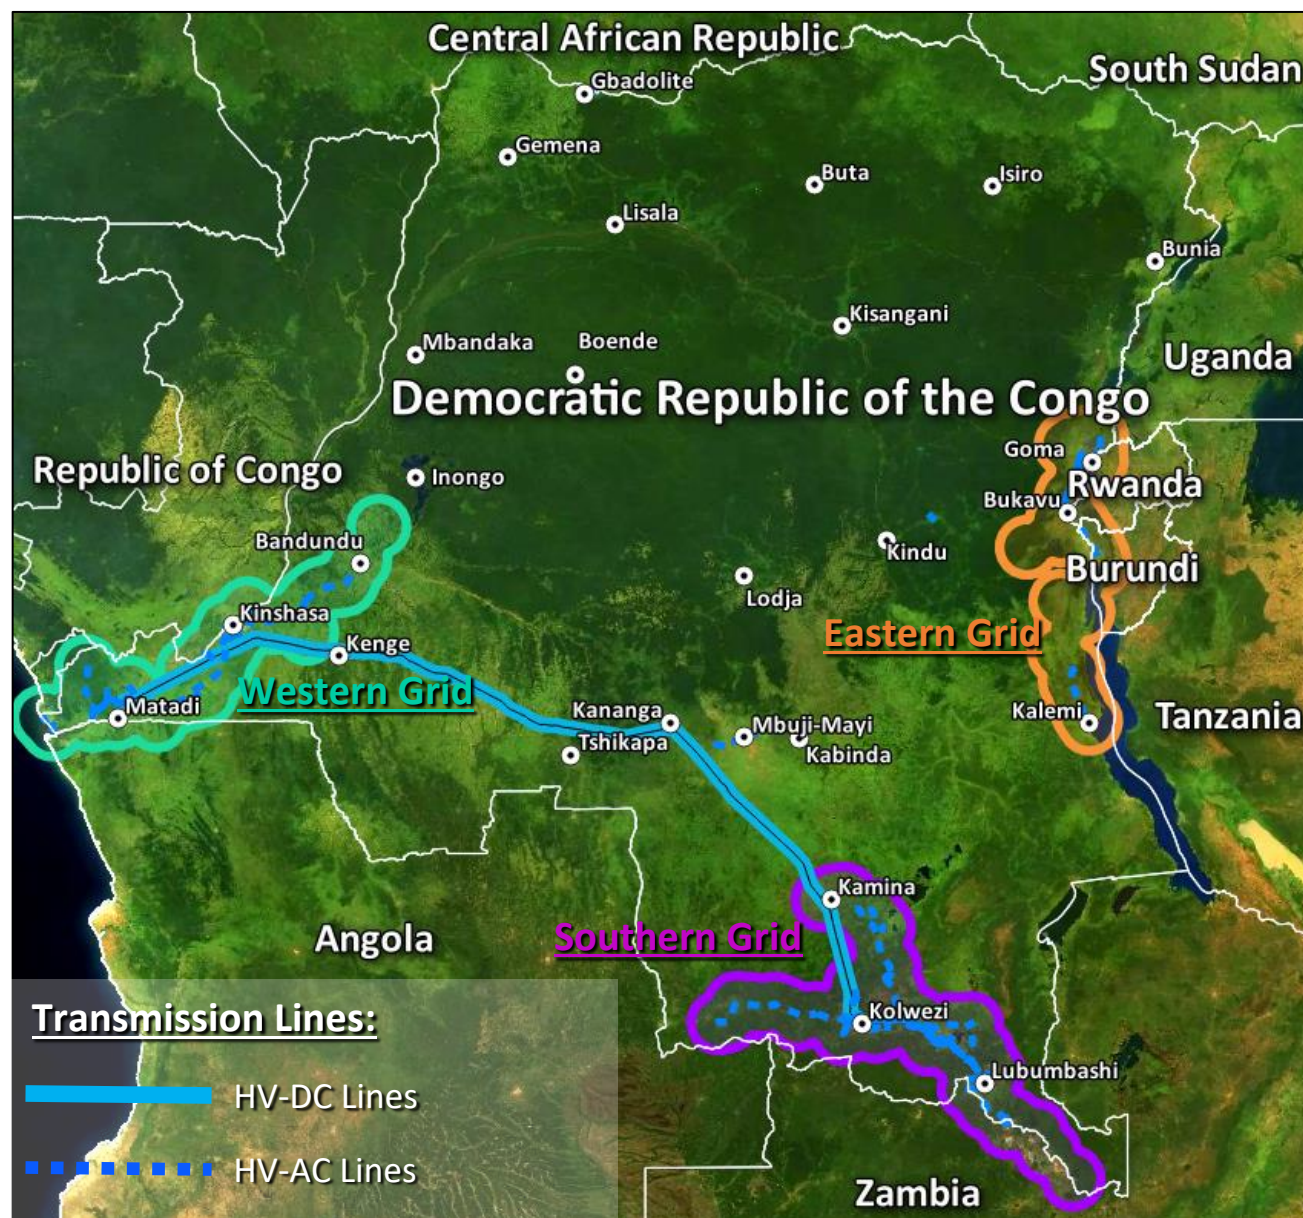 Central African Republic
South Sudan
Gbadolite
Gemena
Buta
Isiro
Lisala
Bunia
Kisangani
Mbandaka
Boende
Uganda
Democratic Republic of the Congo
Goma
Republic of Congo
Inongo
Rwanda
Bukavu
Bandundu
Kindu
Burundi
Lodja
Kinshasa
Eastern Grid
Kenge
Western Grid
Matadi
Kananga
Kalemi
Tanzania
Mbuji-Mayi
Tshikapa
Kabinda
Kamina
Angola
Southern Grid
Kolwezi
Transmission Lines:
Lubumbashi
HV-DC Lines
HV-AC Lines
Zambia